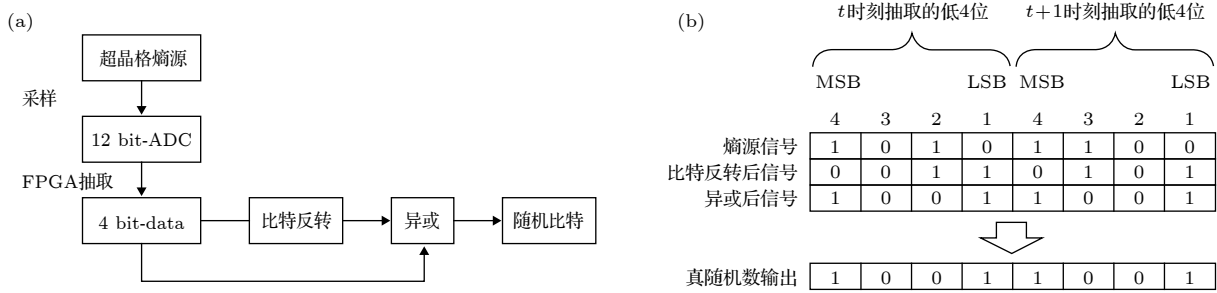 (a)
超晶格熵源
采样
12 bit-ADC
FPGA抽取
4 bit-data
比特反转
异或
随机比特
(b)
t时刻抽取的低4位 t+1时刻抽取的低4位
MSB LSB MSB LSB
4 3 2 1 4 3 2 1
熵源信号 1 0 1 0 1 1 0 0
比特反转后信号 0 0 1 1 0 1 0 1
异或后信号 1 0 0 1 1 0 0 1
真随机数输出 1 0 0 1 1 0 0 1